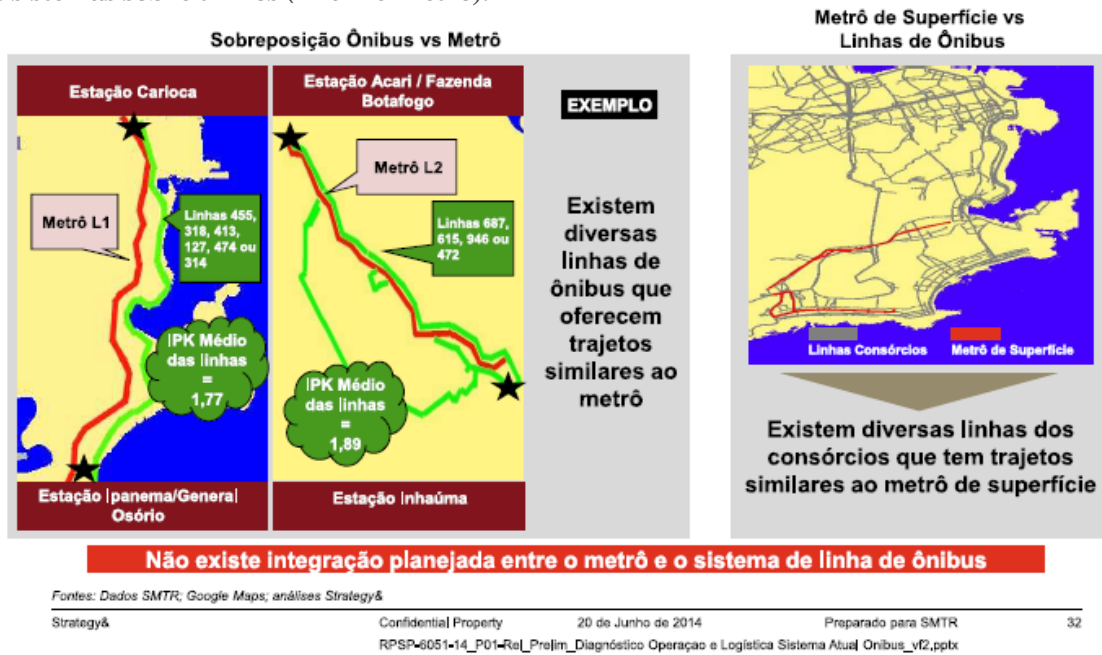 Sobreposição Ônibus vs Metrô
Estação Carioca
Metrô L1
Linhas 455,
318, 413,
127, 474 ou
314
IPK Médio
das linhas
=
1,77
Estação Ipanema/General
Osório
Estação Acari / Fazenda
Botafogo
Metrô L2
Linhas 687,
615, 946 ou
472
IPK Médio
das linhas
=
1,89
Estação Inhaúma
EXEMPLO
Existem
diversas
linhas de
ônibus que
oferecem
trajetos
similares ao
metrô
Metrô de Superfície vs
Linhas de Ônibus
Linhas Consórcios
Metrô de Superfície
Existem diversas linhas dos
consórcios que tem trajetos
similares ao metrô de superfície
Não existe integração planejada entre o metrô e o sistema de linha de ônibus
Fontes: Dados SMTR; Google Maps; análises Strategy&
Strategy& Confidential Property 20 de Junho de 2014 Preparado para SMTR 32
RPSP-6051-14_P01-Rel_Prelim_Diagnóstico Operaçao e Logística Sistema Atual Onibus_vf2.pptx